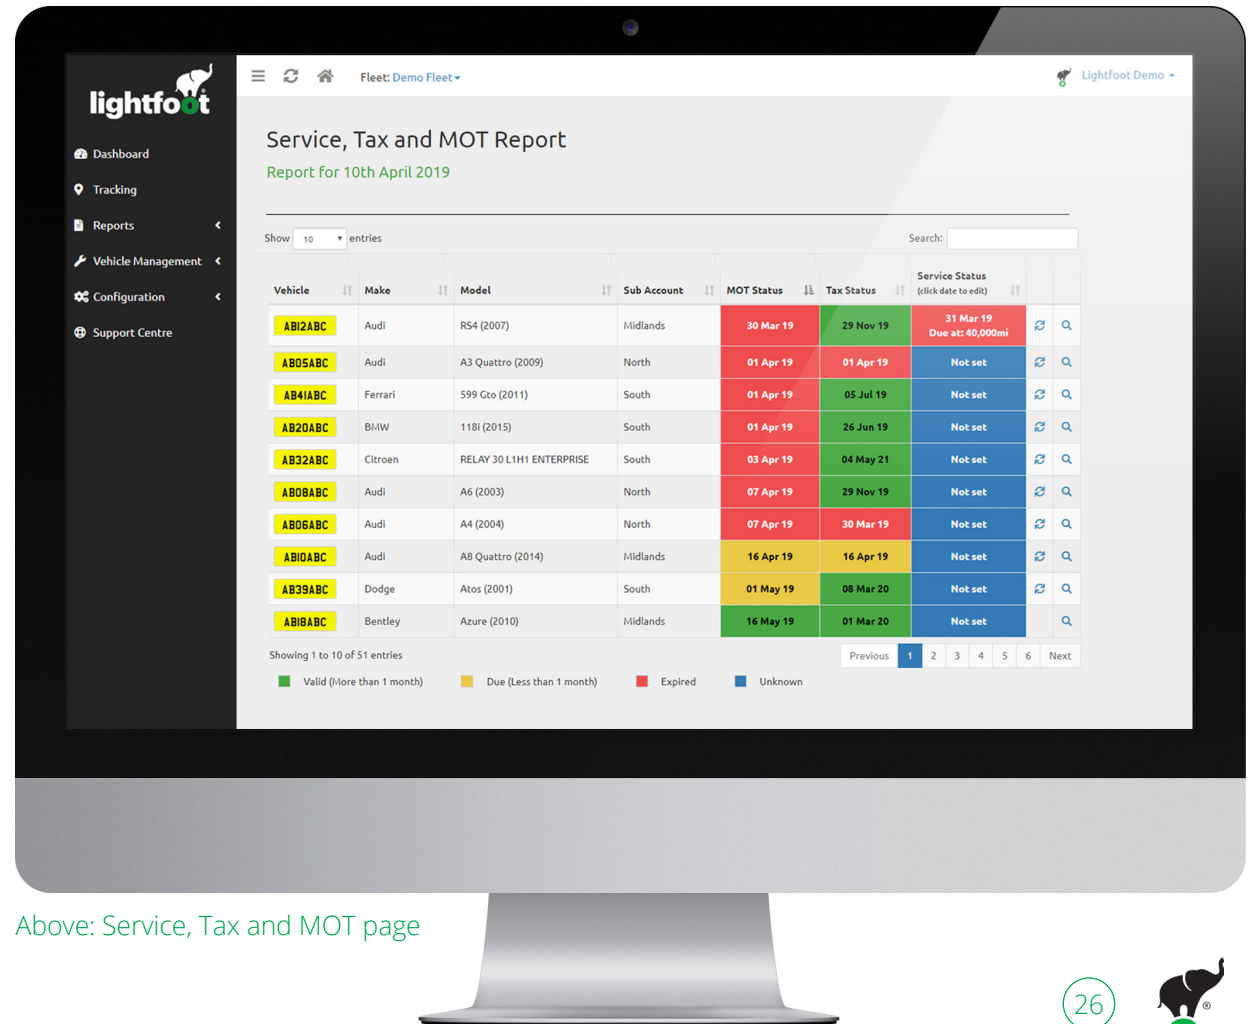 lightfoot
Fleet: Demo Fleet
Lightfoot Demo
Dashboard
Tracking
Reports
Vehicle Management
Configuration
Support Centre
Service, Tax and MOT Report
Report for 10th April 2019
Show 10 entries
Search:
Vehicle Make Model Sub Account MOT Status Tax Status Service Status (click date to edit)
AB12ABC Audi RS4 (2007) Midlands 30 Mar 19 29 Nov 19 31 Mar 19 Due at: 40,000mi
AB05ABC Audi A3 Quattro (2009) North 01 Apr 19 01 Apr 19 Not set
AB41ABC Ferrari 599 Gto (2011) South 01 Apr 19 05 Jul 19 Not set
AB20ABC BMW 118i (2015) South 01 Apr 19 26 Jun 19 Not set
AB32ABC Citroen RELAY 30 L1H1 ENTERPRISE South 03 Apr 19 04 May 21 Not set
AB08ABC Audi A6 (2003) North 07 Apr 19 29 Nov 19 Not set
AB06ABC Audi A4 (2004) North 07 Apr 19 30 Mar 19 Not set
AB10ABC Audi A8 Quattro (2014) Midlands 16 Apr 19 16 Apr 19 Not set
AB39ABC Dodge Atos (2001) South 01 May 19 08 Mar 20 Not set
AB18ABC Bentley Azure (2010) Midlands 16 May 19 01 Mar 20 Not set
Showing 1 to 10 of 51 entries
Previous 1 2 3 4 5 6 Next
Valid (More than 1 month) Due (Less than 1 month) Expired Unknown
Above: Service, Tax and MOT page
26
®